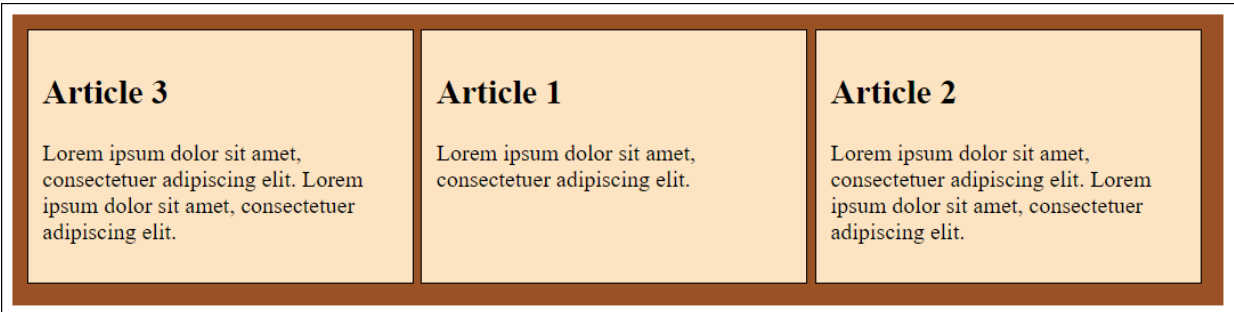 Article 3
Lorem ipsum dolor sit amet,
consectetuer adipiscing elit. Lorem
ipsum dolor sit amet, consectetuer
adipiscing elit.
Article 1
Lorem ipsum dolor sit amet,
consectetuer adipiscing elit.
Article 2
Lorem ipsum dolor sit amet,
consectetuer adipiscing elit. Lorem
ipsum dolor sit amet, consectetuer
adipiscing elit.